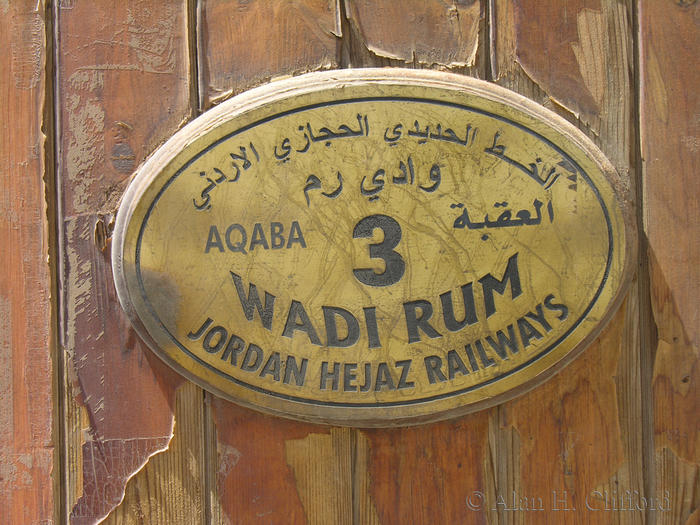 الخط الحديدي الحجازي الاردني
وادي رم
AQABA 3 العقبة
WADI RUM
JORDAN HEJAZ RAILWAYS
© Alan H. Clifford